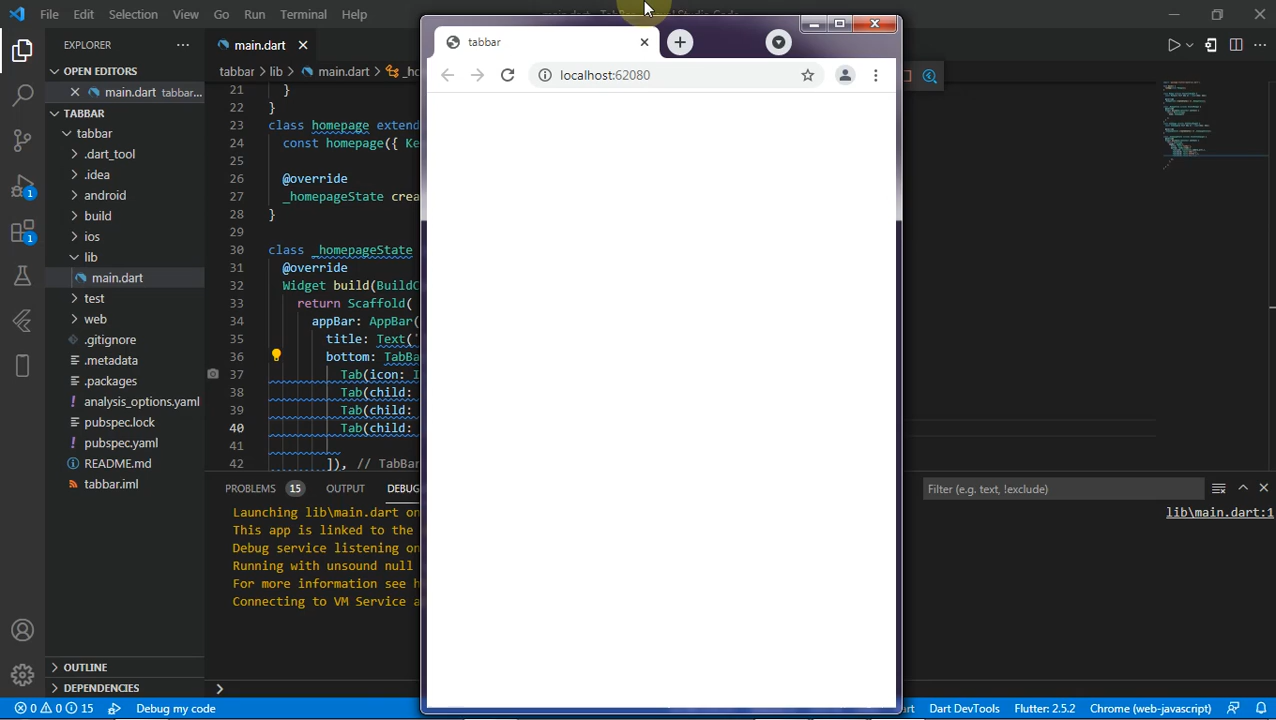 File Edit Selection View Go Run Terminal Help
tabbar
localhost:62080
EXPLORER
main.dart
OPEN EDITORS
main.dart tabbar...
tabbar > lib > main.dart >
TABBAR
tabbar
.dart_tool
.idea
android
build
ios
lib
main.dart
test
web
.gitignore
.metadata
.packages
analysis_options.yaml
pubspec.lock
pubspec.yaml
README.md
tabbar.iml
OUTLINE
DEPENDENCIES
21 }
22 }
23 class homepage extend
24 const homepage({ Ke
25
26 @override
27 _homepageState crea
28 }
29
30 class _homepageState
31 @override
32 Widget build(BuildC
33 return Scaffold(
34 appBar: AppBar(
35 title: Text('
36 bottom: TabBa
37 Tab(icon: I
38 Tab(child:
39 Tab(child:
40 Tab(child:
41
42 ]), // TabBar
PROBLEMS 15 OUTPUT DEBUG
Filter (e.g. text, !exclude)
Launching lib\main.dart on
lib\main.dart:1
This app is linked to the
Debug service listening on
Running with unsound null
For more information see h
Connecting to VM Service a
0 0 15 Debug my code
Dart DevTools Flutter: 2.5.2 Chrome (web-javascript)